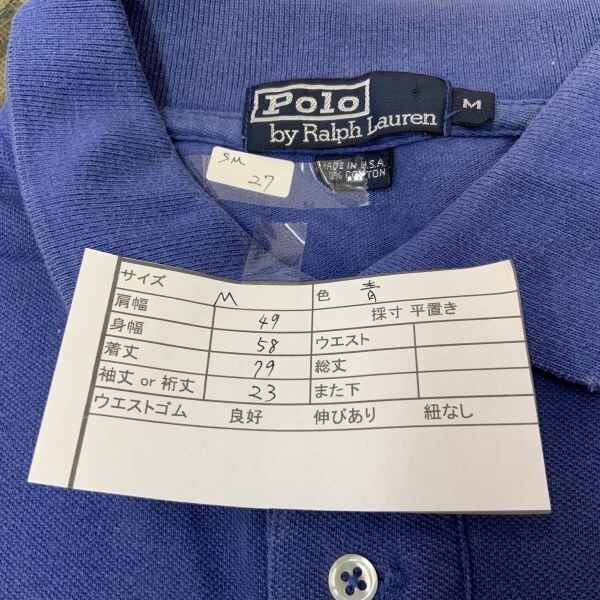 Polo
by Ralph Lauren
M
MADE IN U.S.A.
COTTON
SM
27
サイズ M 色 青
肩幅 49 採寸 平置き
身幅 58 ウエスト
着丈 79 総丈
袖丈 or 裄丈 23 また下
ウエストゴム 良好 伸びあり 紐なし